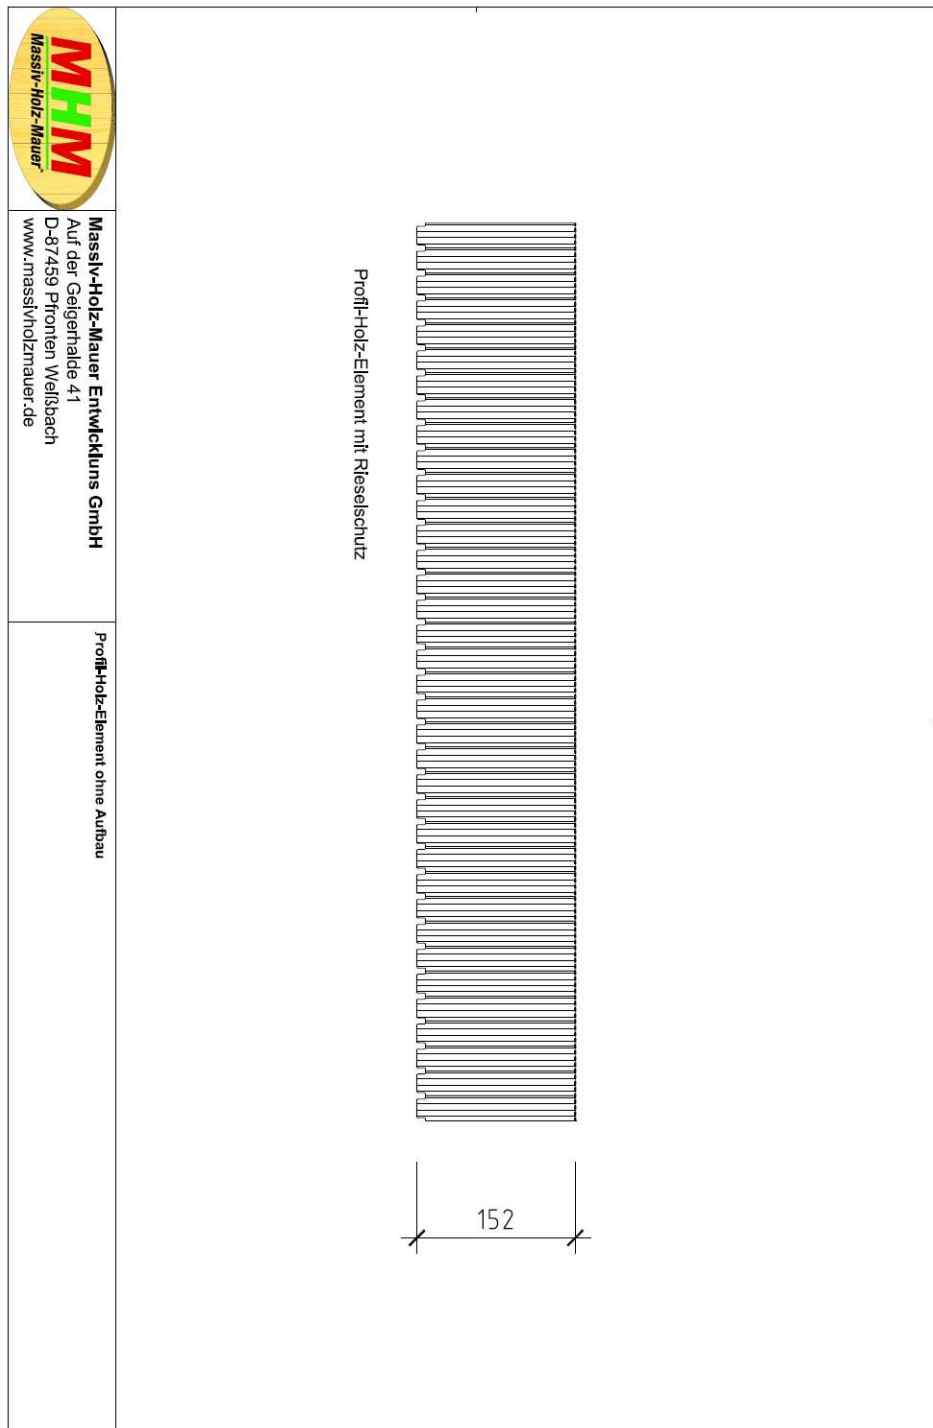 MHM
Massiv-Holz-Mauer®
Massiv-Holz-Mauer Entwickluns GmbH
Auf der Geigerhalde 41
D-87459 Pfronten Weißbach
www.massivholzmauer.de
Profil-Holz-Element ohne Aufbau
Profil-Holz-Element mit Rieselschutz
152